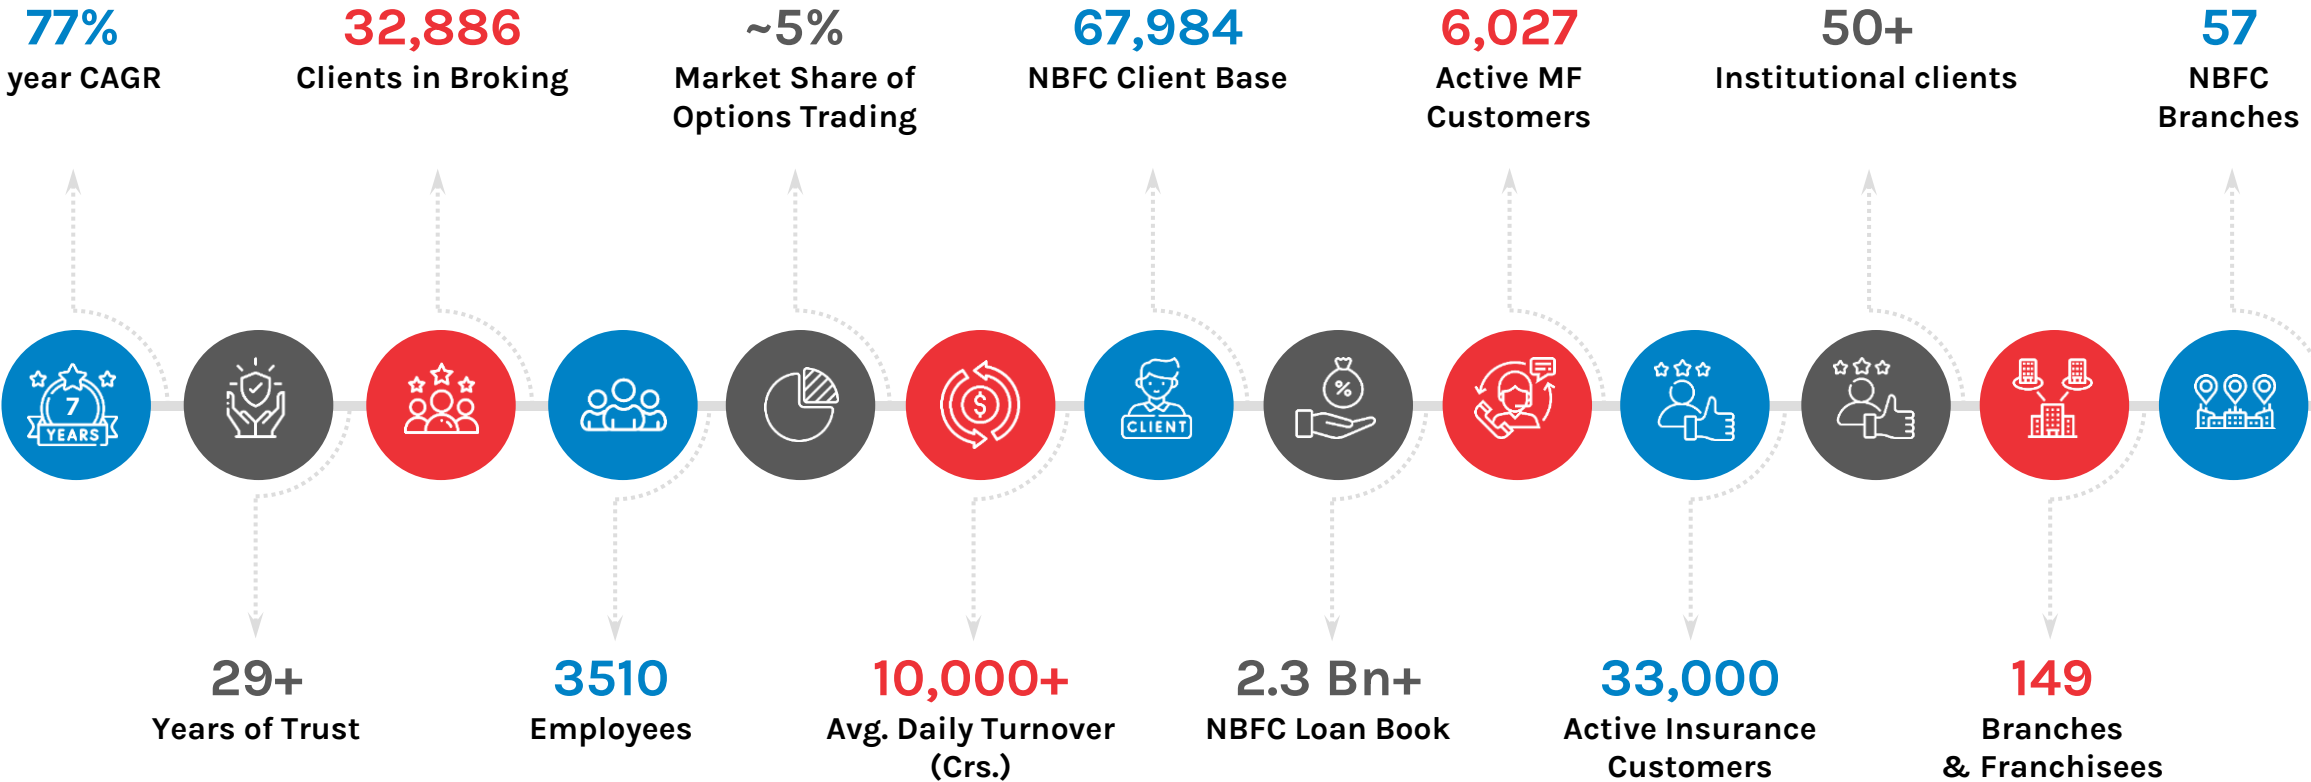 77%
year CAGR
32,886
Clients in Broking
~5%
Market Share of
Options Trading
67,984
NBFC Client Base
6,027
Active MF
Customers
50+
Institutional clients
57
NBFC
Branches
7
YEARS
CLIENT
29+
Years of Trust
3510
Employees
10,000+
Avg. Daily Turnover
(Crs.)
2.3 Bn+
NBFC Loan Book
33,000
Active Insurance
Customers
149
Branches
& Franchisees